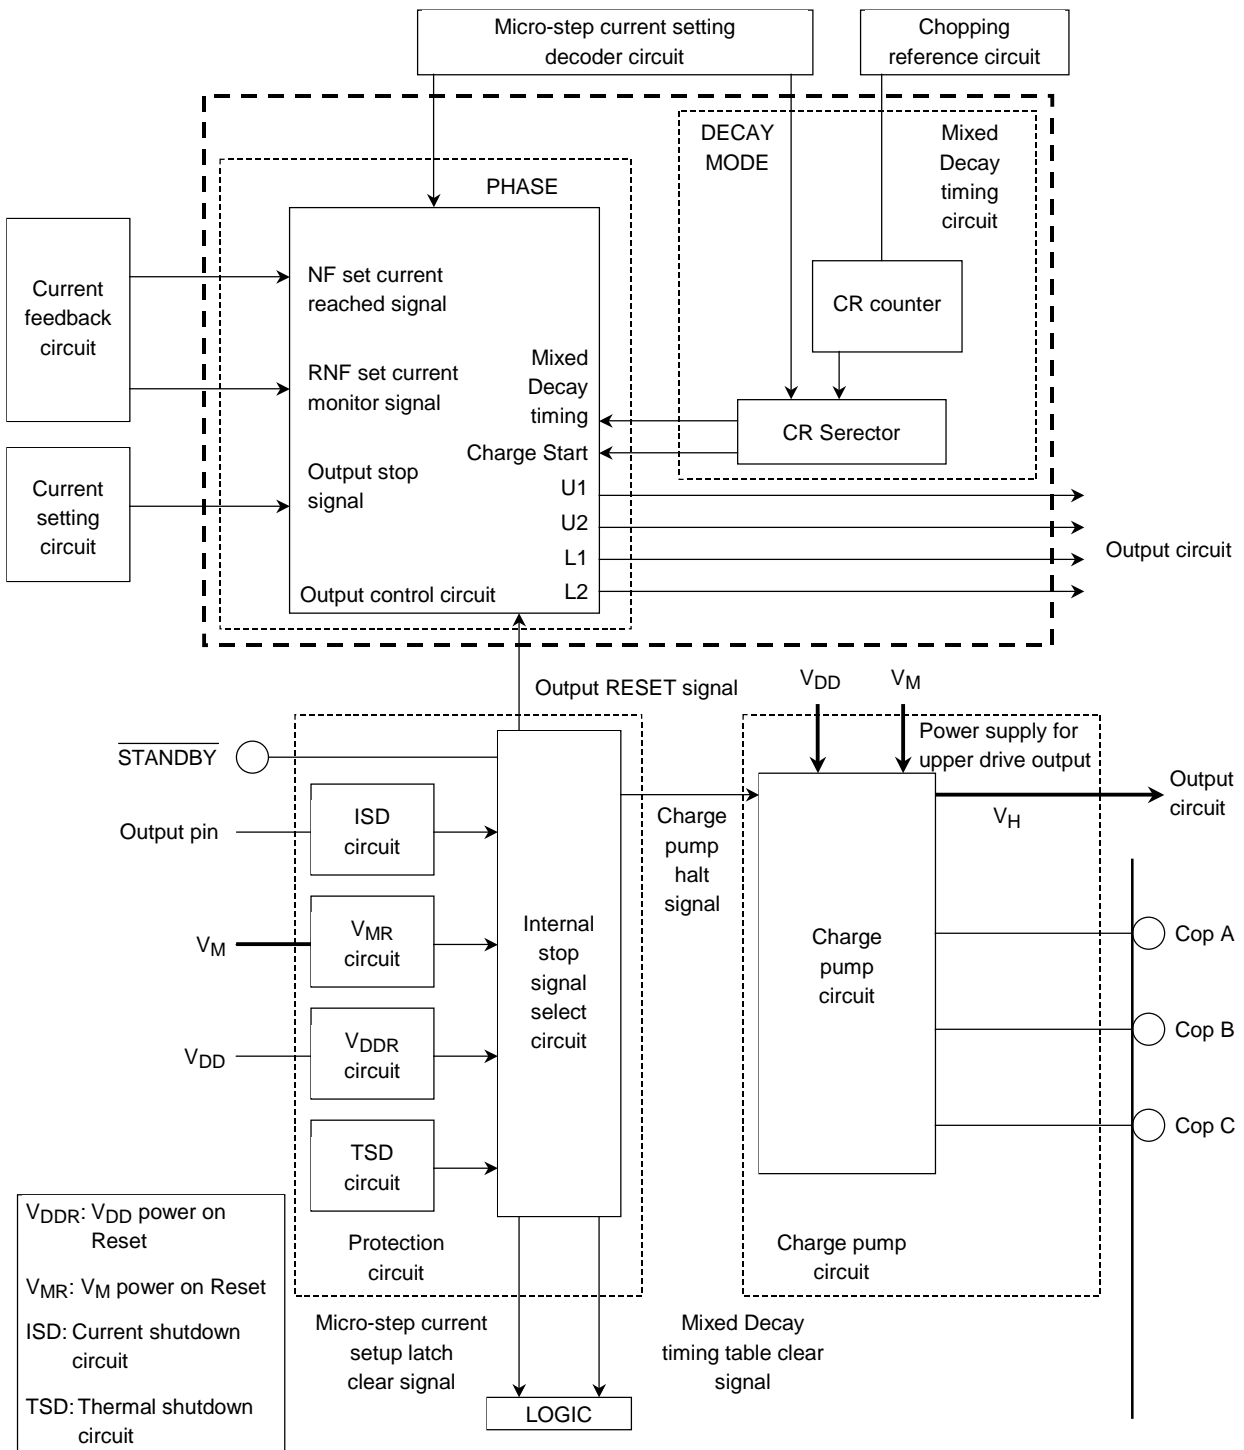 Micro-step current setting
decoder circuit
Chopping
reference circuit
DECAY
MODE
Mixed
Decay
timing
circuit
PHASE
Current
feedback
circuit
NF set current
reached signal
CR counter
RNF set current
monitor signal
Mixed
Decay
timing
CR Serector
Charge Start
Current
setting
circuit
Output stop
signal
U1
U2
L1
L2
Output circuit
Output control circuit
Output RESET signal
VDD
VM
Power supply for
upper drive output
STANDBY
Output
circuit
VH
Output pin
ISD
circuit
Charge
pump
halt
signal
VM
VMR
circuit
Internal
stop
signal
select
circuit
Charge
pump
circuit
Cop A
VDD
VDDR
circuit
Cop B
TSD
circuit
Cop C
Protection
circuit
Charge pump
circuit
VDDR: VDD power on
Reset
VMR: VM power on Reset
ISD: Current shutdown
circuit
TSD: Thermal shutdown
circuit
Micro-step current
setup latch
clear signal
Mixed Decay
timing table clear
signal
LOGIC